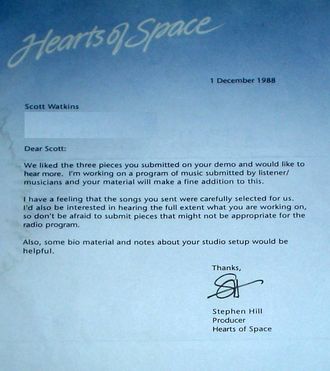 Hearts of Space
1 December 1988
Scott Watkins
Dear Scott:
We liked the three pieces you submitted on your demo and would like to
hear more. I'm working on a program of music submitted by listener/
musicians and your material will make a fine addition to this.
I have a feeling that the songs you sent were carefully selected for us.
I'd also be interested in hearing the full extent what you are working on,
so don't be afraid to submit pieces that might not be appropriate for the
radio program.
Also, some bio material and notes about your studio setup would be
helpful.
Thanks,
Stephen Hill
Producer
Hearts of Space